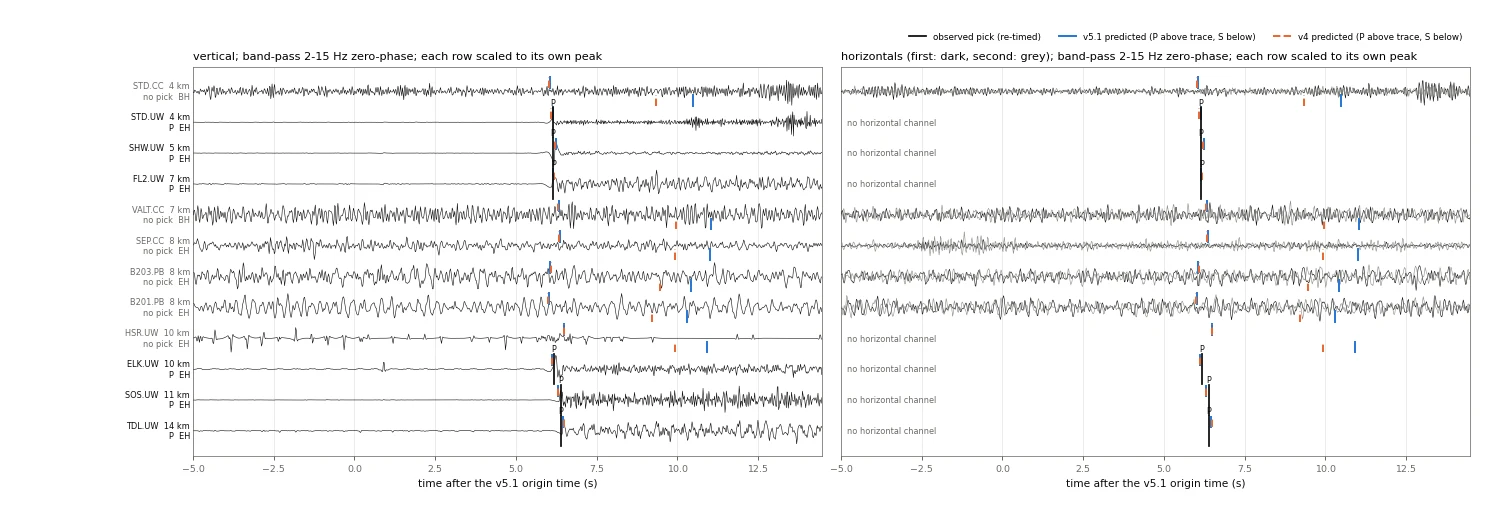 observed pick (re-timed)
v5.1 predicted (P above trace, S below)
v4 predicted (P above trace, S below)
vertical; band-pass 2-15 Hz zero-phase; each row scaled to its own peak
horizontals (first: dark, second: grey); band-pass 2-15 Hz zero-phase; each row scaled to its own peak
STD.CC 4 km
no pick BH
P
P
STD.UW 4 km
P EH
no horizontal channel
P
P
SHW.UW 5 km
P EH
no horizontal channel
P
P
FL2.UW 7 km
P EH
no horizontal channel
VALT.CC 7 km
no pick BH
SEP.CC 8 km
no pick BH
B203.PB 8 km
no pick EH
B201.PB 8 km
no pick EH
HSR.UW 10 km
no pick EH
no horizontal channel
P
P
ELK.UW 10 km
P EH
no horizontal channel
P
P
SOS.UW 11 km
P EH
no horizontal channel
P
P
TDL.UW 14 km
P EH
no horizontal channel
−5.0 −2.5 0.0 2.5 5.0 7.5 10.0 12.5
−5.0 −2.5 0.0 2.5 5.0 7.5 10.0 12.5
time after the v5.1 origin time (s)
time after the v5.1 origin time (s)